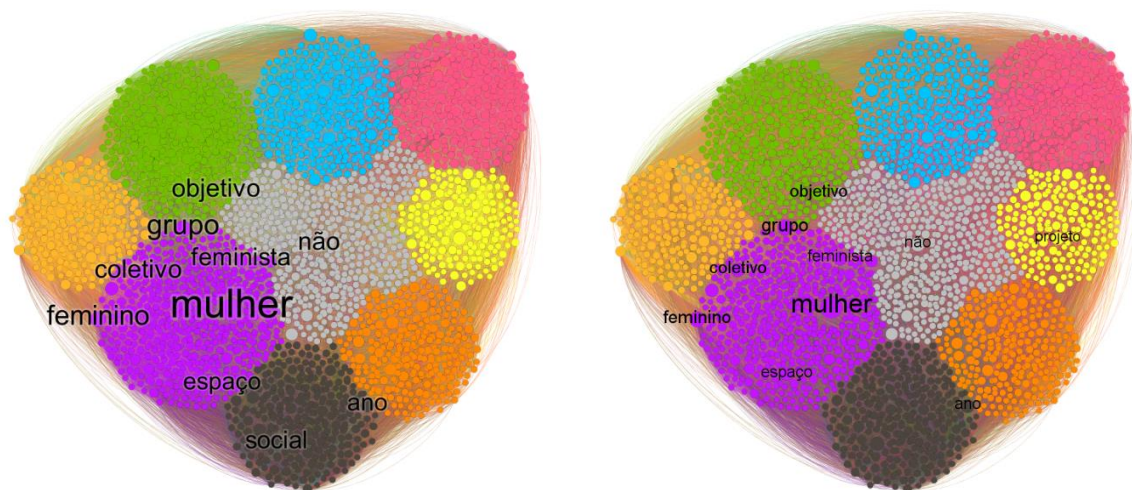 objetivo
grupo
não
feminista
coletivo
mulher
feminino
espaço
ano
social
objetivo
grupo
projeto
não
feminista
coletivo
mulher
feminino
espaço
ano